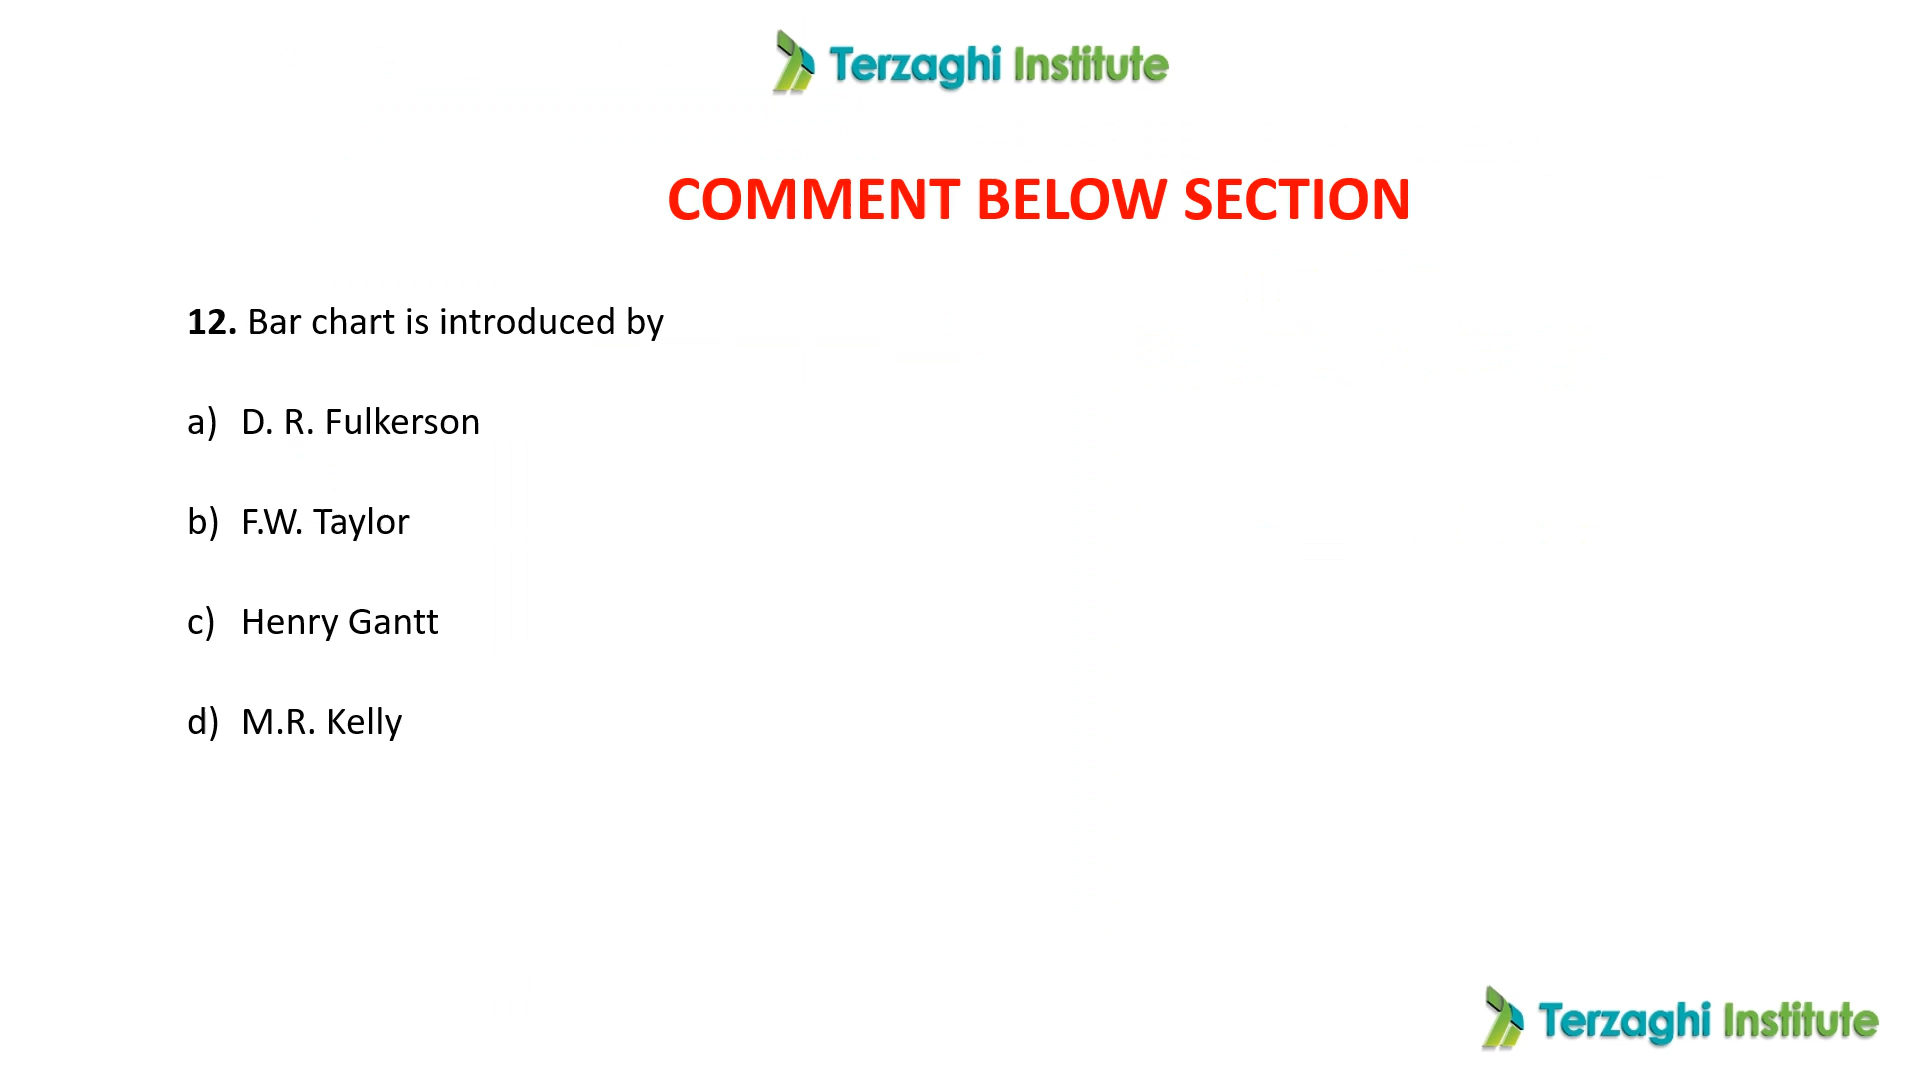 Terzaghi Institute
COMMENT BELOW SECTION
12. Bar chart is introduced by
a) D. R. Fulkerson
b) F.W. Taylor
c) Henry Gantt
d) M.R. Kelly
Terzaghi Institute